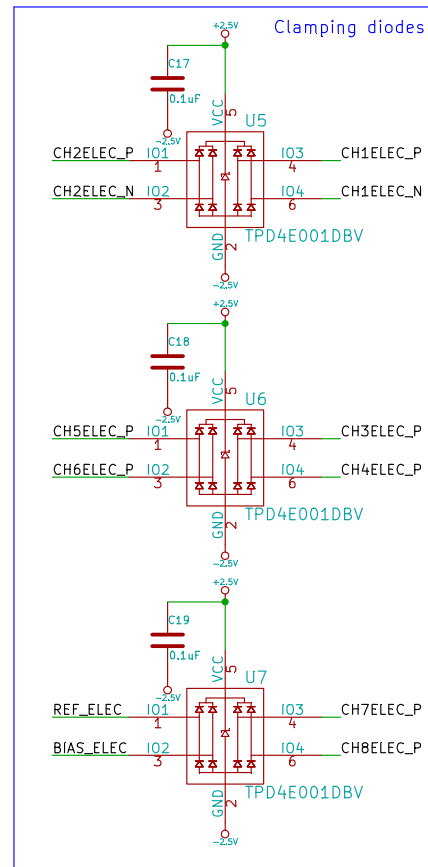 Clamping diodes
+2.5V
C17
0.1uF
-2.5V
VCC
5
U5
CH2ELEC_P IO1 1 IO3 4 CH1ELEC_P
CH2ELEC_N IO2 3 IO4 6 CH1ELEC_N
GND
2
TPD4E001DBV
-2.5V
+2.5V
C18
0.1uF
-2.5V
VCC
5
U6
CH5ELEC_P IO1 1 IO3 4 CH3ELEC_P
CH6ELEC_P IO2 3 IO4 6 CH4ELEC_P
GND
2
TPD4E001DBV
-2.5V
+2.5V
C19
0.1uF
-2.5V
VCC
5
U7
REF_ELEC IO1 1 IO3 4 CH7ELEC_P
BIAS_ELEC IO2 3 IO4 6 CH8ELEC_P
GND
2
TPD4E001DBV
-2.5V